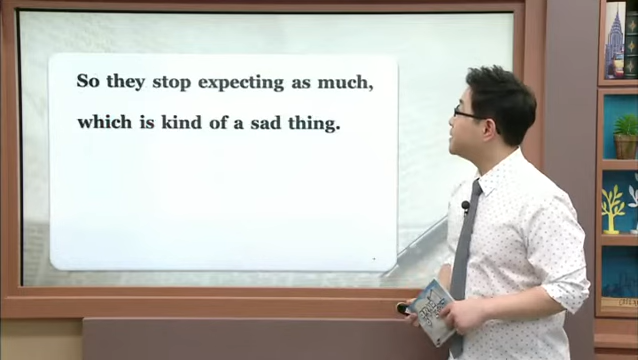 So they stop expecting as much,
which is kind of a sad thing.